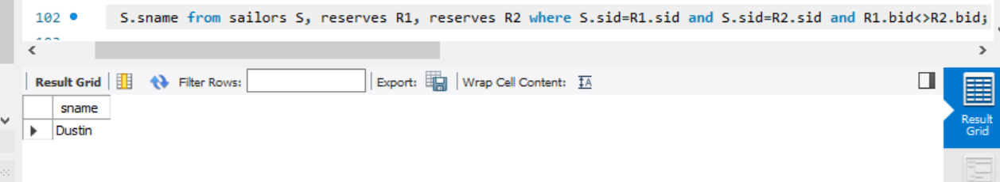 102 S.sname from sailors S, reserves R1, reserves R2 where S.sid=R1.sid and S.sid=R2.sid and R1.bid<>R2.bid;
Result Grid Filter Rows: Export: Wrap Cell Content: IA
sname
Dustin
Result
Grid